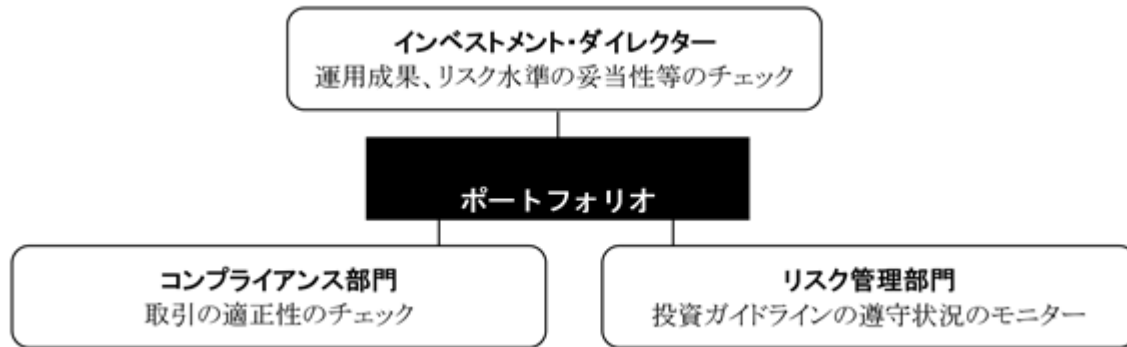 インベストメント・ダイレクター
運用成果、リスク水準の妥当性等のチェック
ポートフォリオ
コンプライアンス部門
取引の適正性のチェック
リスク管理部門
投資ガイドラインの遵守状況のモニター